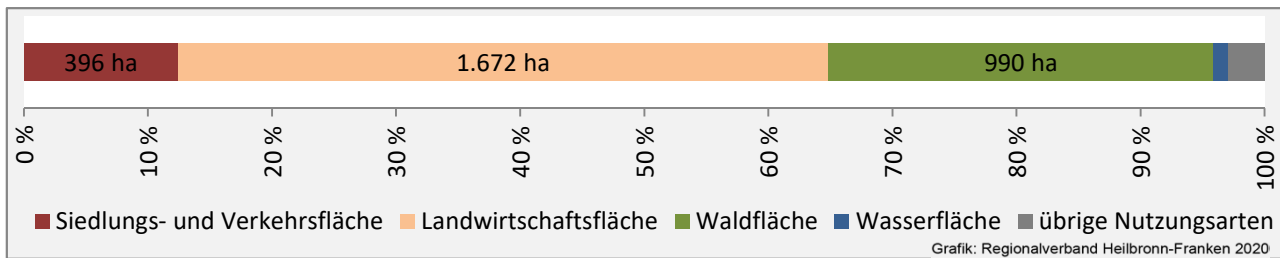 396 ha 1.672 ha 990 ha
0 % 10 % 20 % 30 % 40 % 50 % 60 % 70 % 80 % 90 % 100 %
Siedlungs- und Verkehrsfläche Landwirtschaftsfläche Waldfläche Wasserfläche übrige Nutzungsarten
Grafik: Regionalverband Heilbronn-Franken 2020